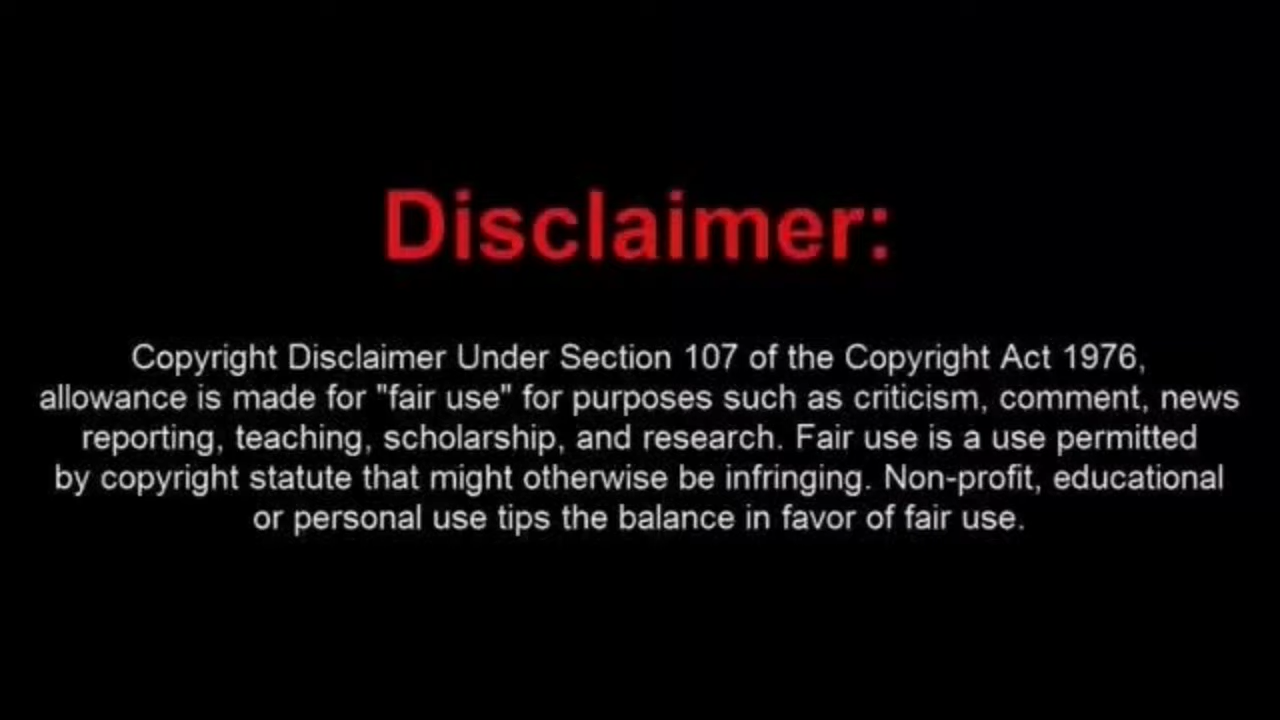 Disclaimer:
Copyright Disclaimer Under Section 107 of the Copyright Act 1976,
allowance is made for "fair use" for purposes such as criticism, comment, news
reporting, teaching, scholarship, and research. Fair use is a use permitted
by copyright statute that might otherwise be infringing. Non-profit, educational
or personal use tips the balance in favor of fair use.